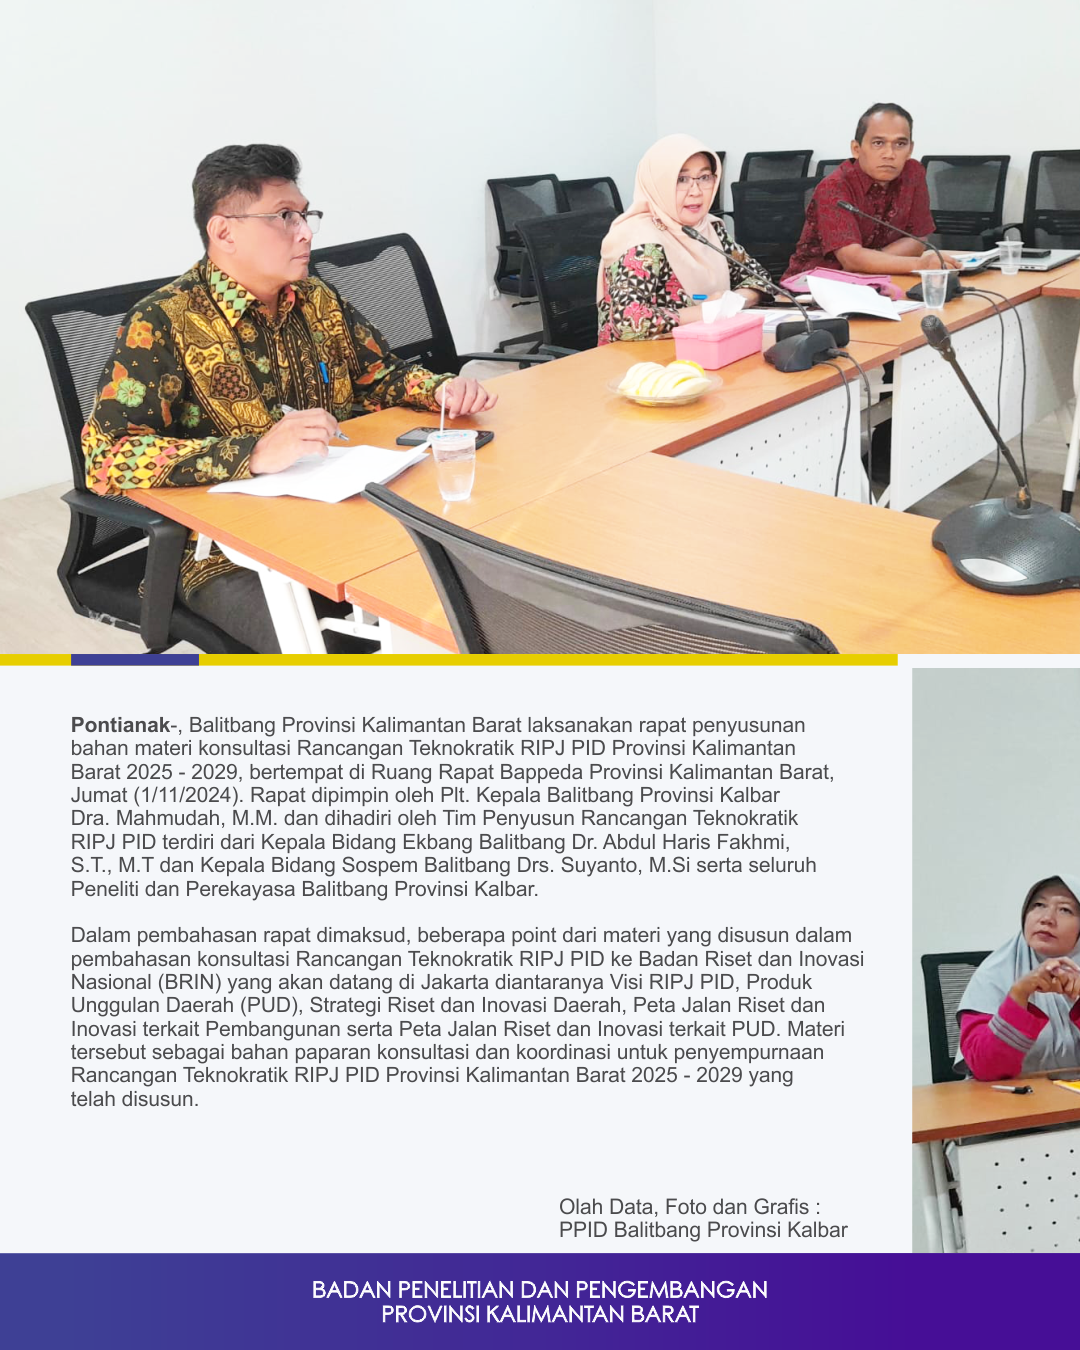 Pontianak-, Balitbang Provinsi Kalimantan Barat laksanakan rapat penyusunan
bahan materi konsultasi Rancangan Teknokratik RIPJ PID Provinsi Kalimantan
Barat 2025 - 2029, bertempat di Ruang Rapat Bappeda Provinsi Kalimantan Barat,
Jumat (1/11/2024). Rapat dipimpin oleh Plt. Kepala Balitbang Provinsi Kalbar
Dra. Mahmudah, M.M. dan dihadiri oleh Tim Penyusun Rancangan Teknokratik
RIPJ PID terdiri dari Kepala Bidang Ekbang Balitbang Dr. Abdul Haris Fakhmi,
S.T., M.T dan Kepala Bidang Sospem Balitbang Drs. Suyanto, M.Si serta seluruh
Peneliti dan Perekayasa Balitbang Provinsi Kalbar.
Dalam pembahasan rapat dimaksud, beberapa point dari materi yang disusun dalam
pembahasan konsultasi Rancangan Teknokratik RIPJ PID ke Badan Riset dan Inovasi
Nasional (BRIN) yang akan datang di Jakarta diantaranya Visi RIPJ PID, Produk
Unggulan Daerah (PUD), Strategi Riset dan Inovasi Daerah, Peta Jalan Riset dan
Inovasi terkait Pembangunan serta Peta Jalan Riset dan Inovasi terkait PUD. Materi
tersebut sebagai bahan paparan konsultasi dan koordinasi untuk penyempurnaan
Rancangan Teknokratik RIPJ PID Provinsi Kalimantan Barat 2025 - 2029 yang
telah disusun.
Olah Data, Foto dan Grafis :
PPID Balitbang Provinsi Kalbar
BADAN PENELITIAN DAN PENGEMBANGAN
PROVINSI KALIMANTAN BARAT